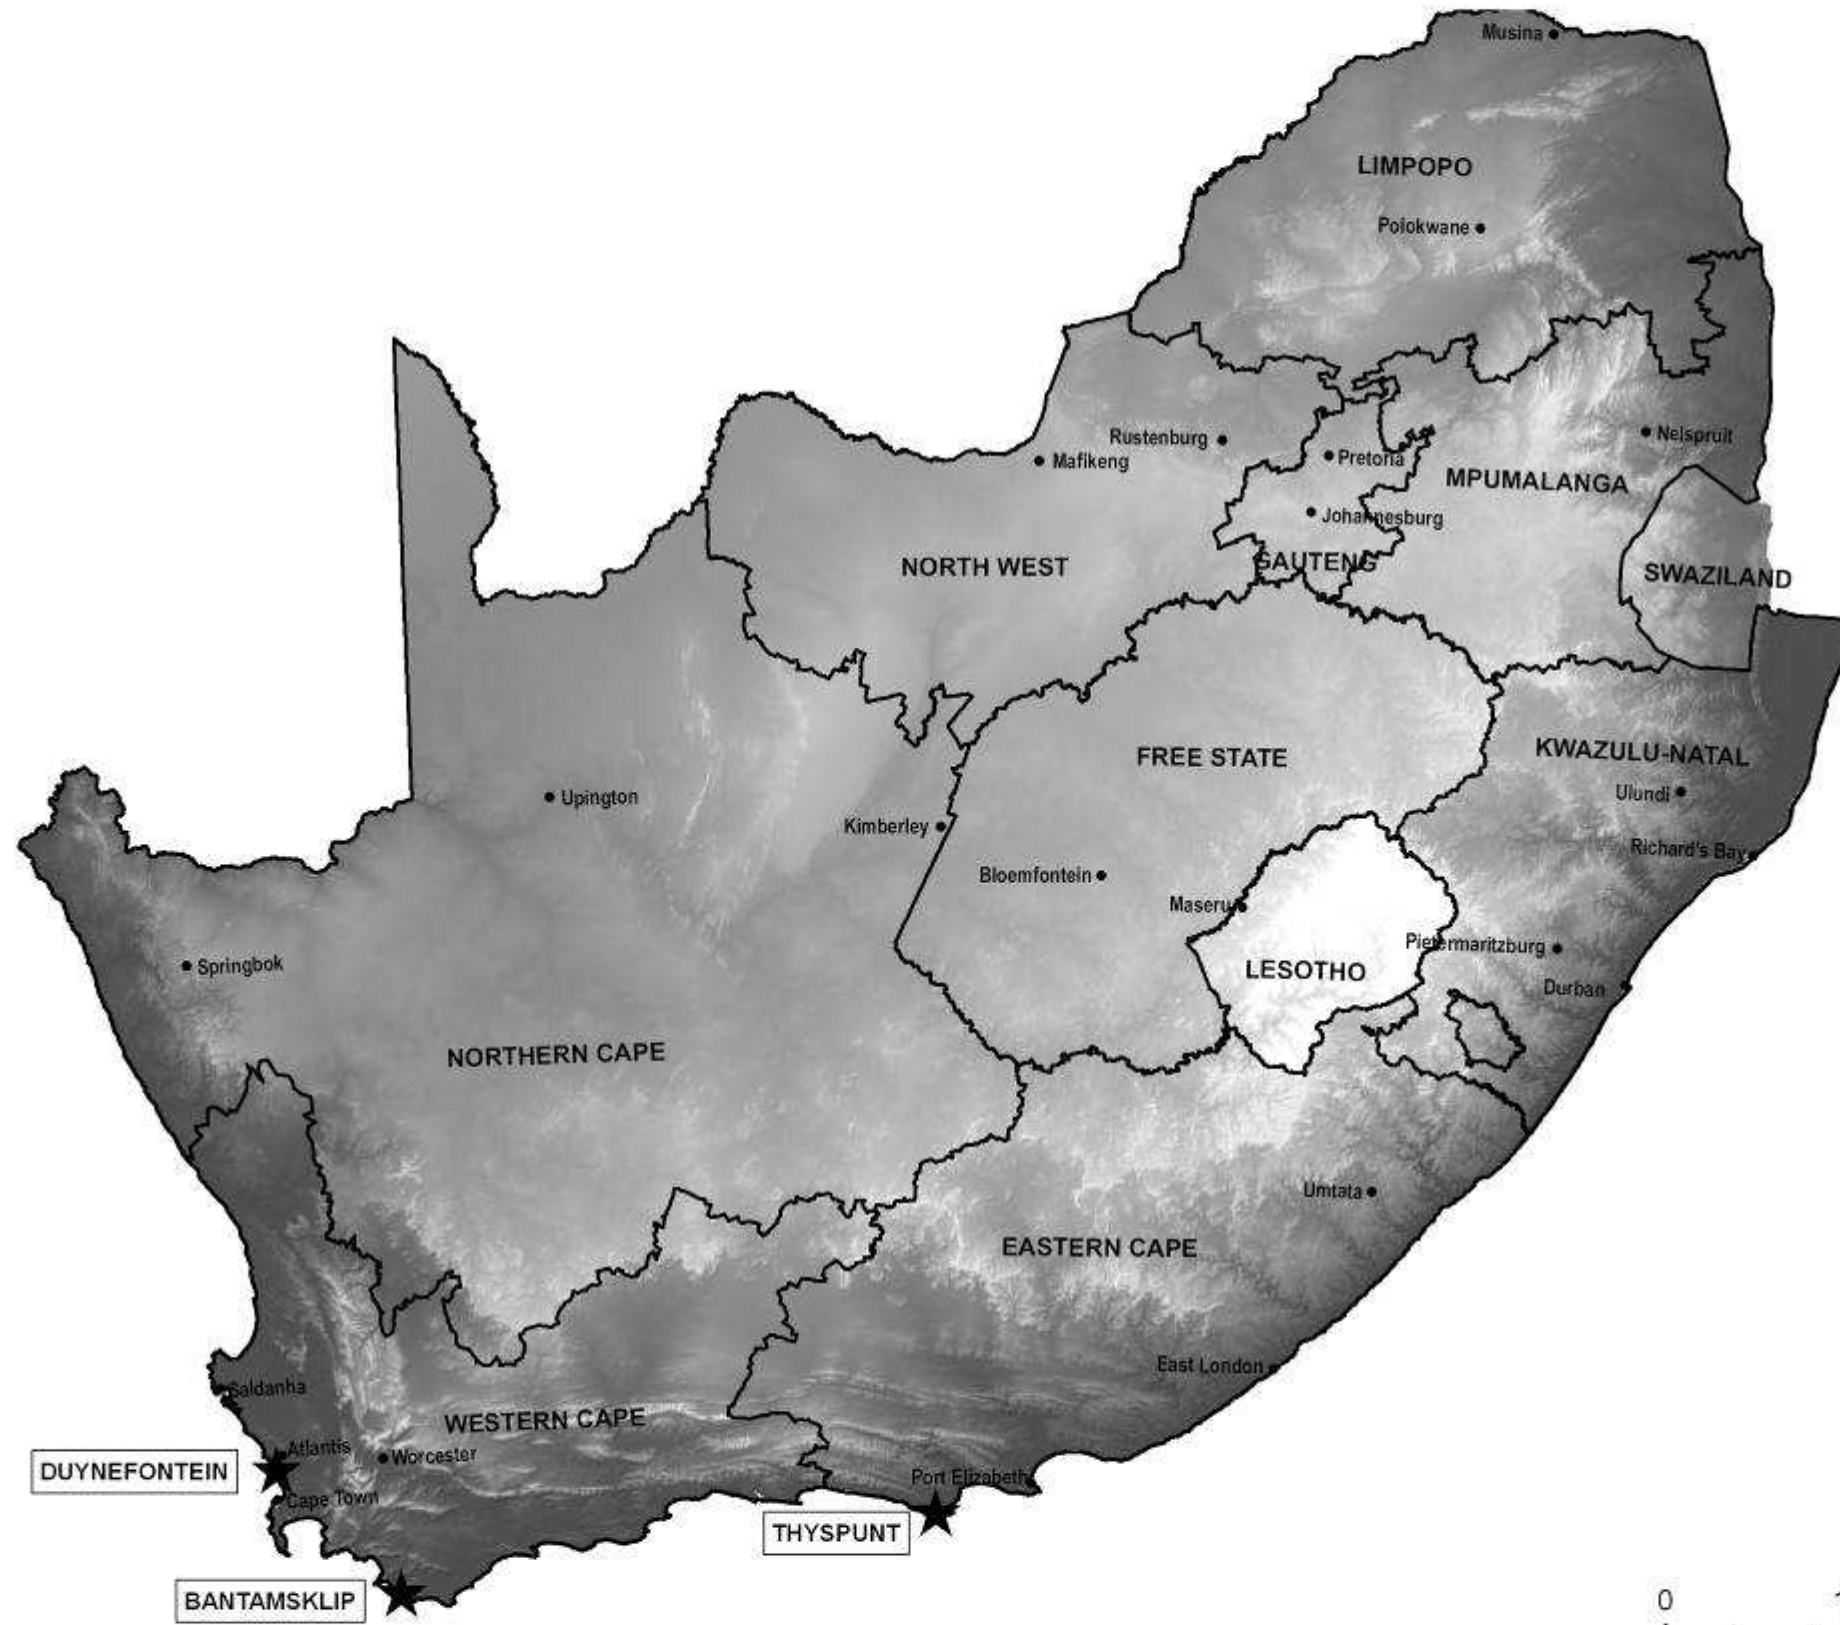 Musina
LIMPOPO
Polokwane
Rustenburg
Mafikeng
Pretoria
Nelspruit
MPUMALANGA
Johannesburg
NORTH WEST
GAUTENG
SWAZILAND
FREE STATE
KWAZULU-NATAL
Ulundi
Upington
Kimberley
Richard's Bay
Bloemfontein
Maseru
Pietermaritzburg
Springbok
LESOTHO
Durban
NORTHERN CAPE
Umtata
EASTERN CAPE
East London
Saldanha
WESTERN CAPE
Atlantis
Worcester
DUYNEFONTEIN
Port Elizabeth
Cape Town
THYSPUNT
BANTAMSKLIP
0